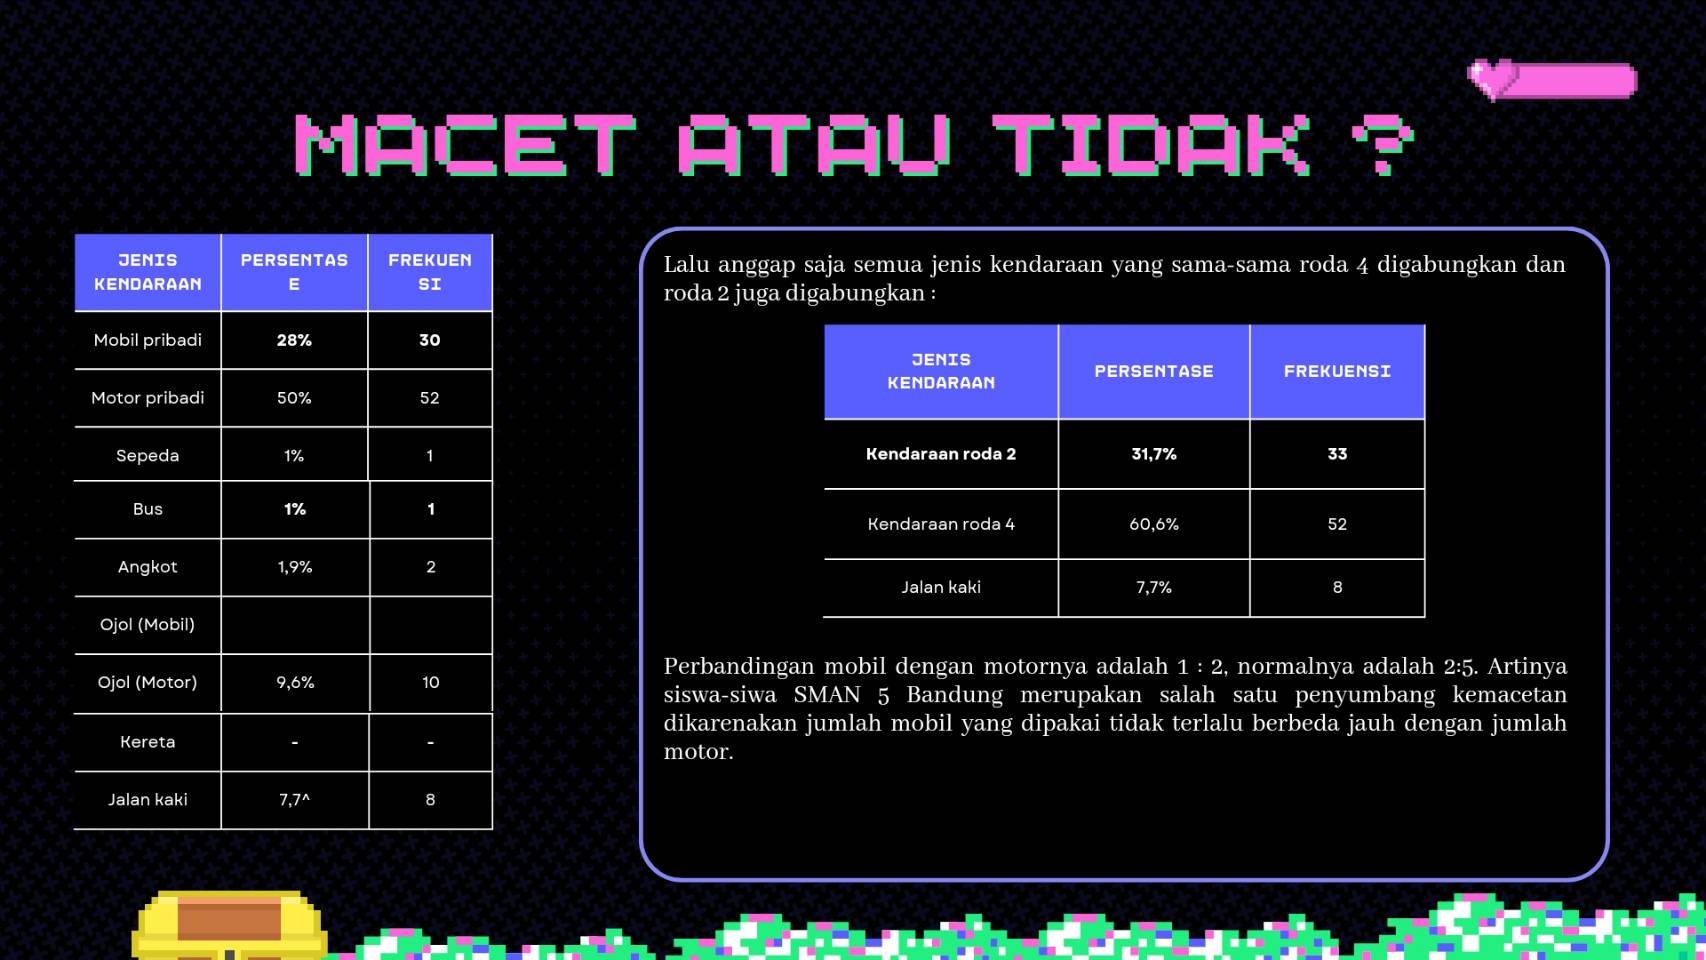 MACET ATAU TIDAK ?
JENIS KENDARAAN PERSENTASE FREKUENSI
Mobil pribadi 28% 30
Motor pribadi 50% 52
Sepeda 1% 1
Bus 1% 1
Angkot 1,9% 2
Ojol (Mobil)
Ojol (Motor) 9,6% 10
Kereta - -
Jalan kaki 7,7^ 8
Lalu anggap saja semua jenis kendaraan yang sama-sama roda 4 digabungkan dan
roda 2 juga digabungkan :
JENIS KENDARAAN PERSENTASE FREKUENSI
Kendaraan roda 2 31,7% 33
Kendaraan roda 4 60,6% 52
Jalan kaki 7,7% 8
Perbandingan mobil dengan motornya adalah 1 : 2, normalnya adalah 2:5. Artinya
siswa-siwa SMAN 5 Bandung merupakan salah satu penyumbang kemacetan
dikarenakan jumlah mobil yang dipakai tidak terlalu berbeda jauh dengan jumlah
motor.